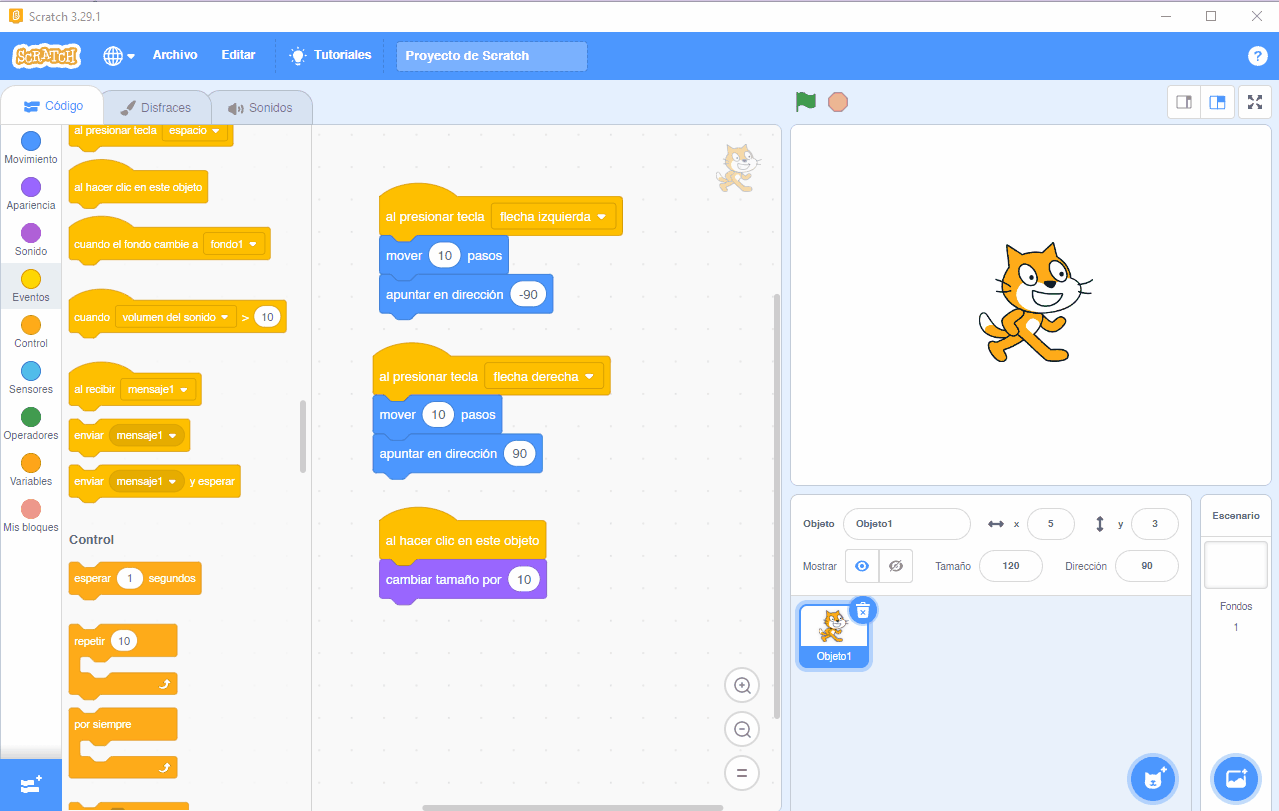 Scratch 3.29.1
SCRATCH
Archivo
Editar
Tutoriales
Proyecto de Scratch
?
Código
Disfraces
Sonidos
Movimiento
Apariencia
Sonido
Eventos
Control
Sensores
Operadores
Variables
Mis bloques
al presionar tecla espacio
al hacer clic en este objeto
cuando el fondo cambie a fondo1
cuando volumen del sonido > 10
al recibir mensaje1
enviar mensaje1
enviar mensaje1 y esperar
Control
esperar 1 segundos
repetir 10
por siempre
al presionar tecla flecha izquierda
mover 10 pasos
apuntar en dirección -90
al presionar tecla flecha derecha
mover 10 pasos
apuntar en dirección 90
al hacer clic en este objeto
cambiar tamaño por 10
Objeto Objeto1 x 5 y 3
Mostrar Tamaño 120 Dirección 90
Objeto1
Escenario
Fondos
1